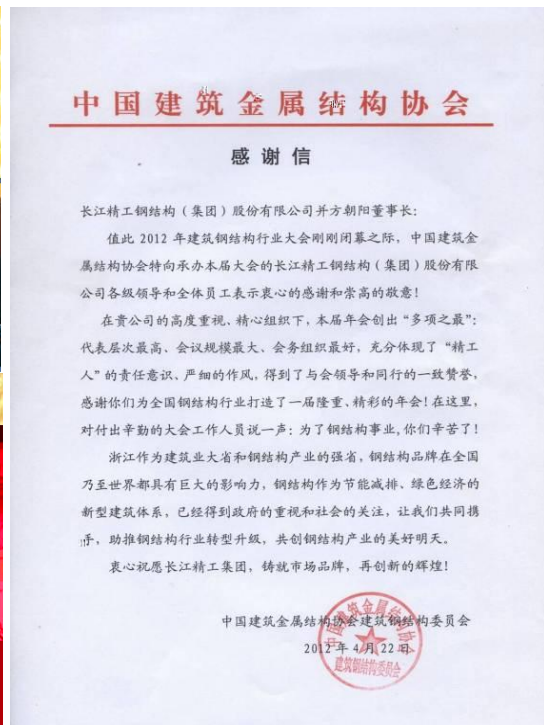 中国建筑金属结构协会
感谢信
长江精工钢结构（集团）股份有限公司并方朝阳董事长：
值此 2012 年建筑钢结构行业大会刚刚闭幕之际，中国建筑金
属结构协会特向承办本届大会的长江精工钢结构（集团）股份有限
公司各级领导和全体员工表示衷心的感谢和崇高的敬意！
在贵公司的高度重视、精心组织下，本届年会创出“多项之最”：
代表层次最高、会议规模最大、会务组织最好，充分体现了“精工
人”的责任意识、严细的作风，得到了与会领导和同行的一致赞誉，
感谢你们为全国钢结构行业打造了一届隆重、精彩的年会！在这里，
对付出辛勤的大会工作人员说一声：为了钢结构事业，你们辛苦了！
浙江作为建筑业大省和钢结构产业的强省，钢结构品牌在全国
乃至世界都具有巨大的影响力，钢结构作为节能减排、绿色经济的
新型建筑体系，已经得到政府的重视和社会的关注，让我们共同携
手，助推钢结构行业转型升级，共创钢结构产业的美好明天。
衷心祝愿长江精工集团，铸就市场品牌，再创新的辉煌！
中国建筑金属结构协会建筑钢结构委员会
2012 年 4 月 22 日
中国建筑金属结构协会
建筑钢结构委员会